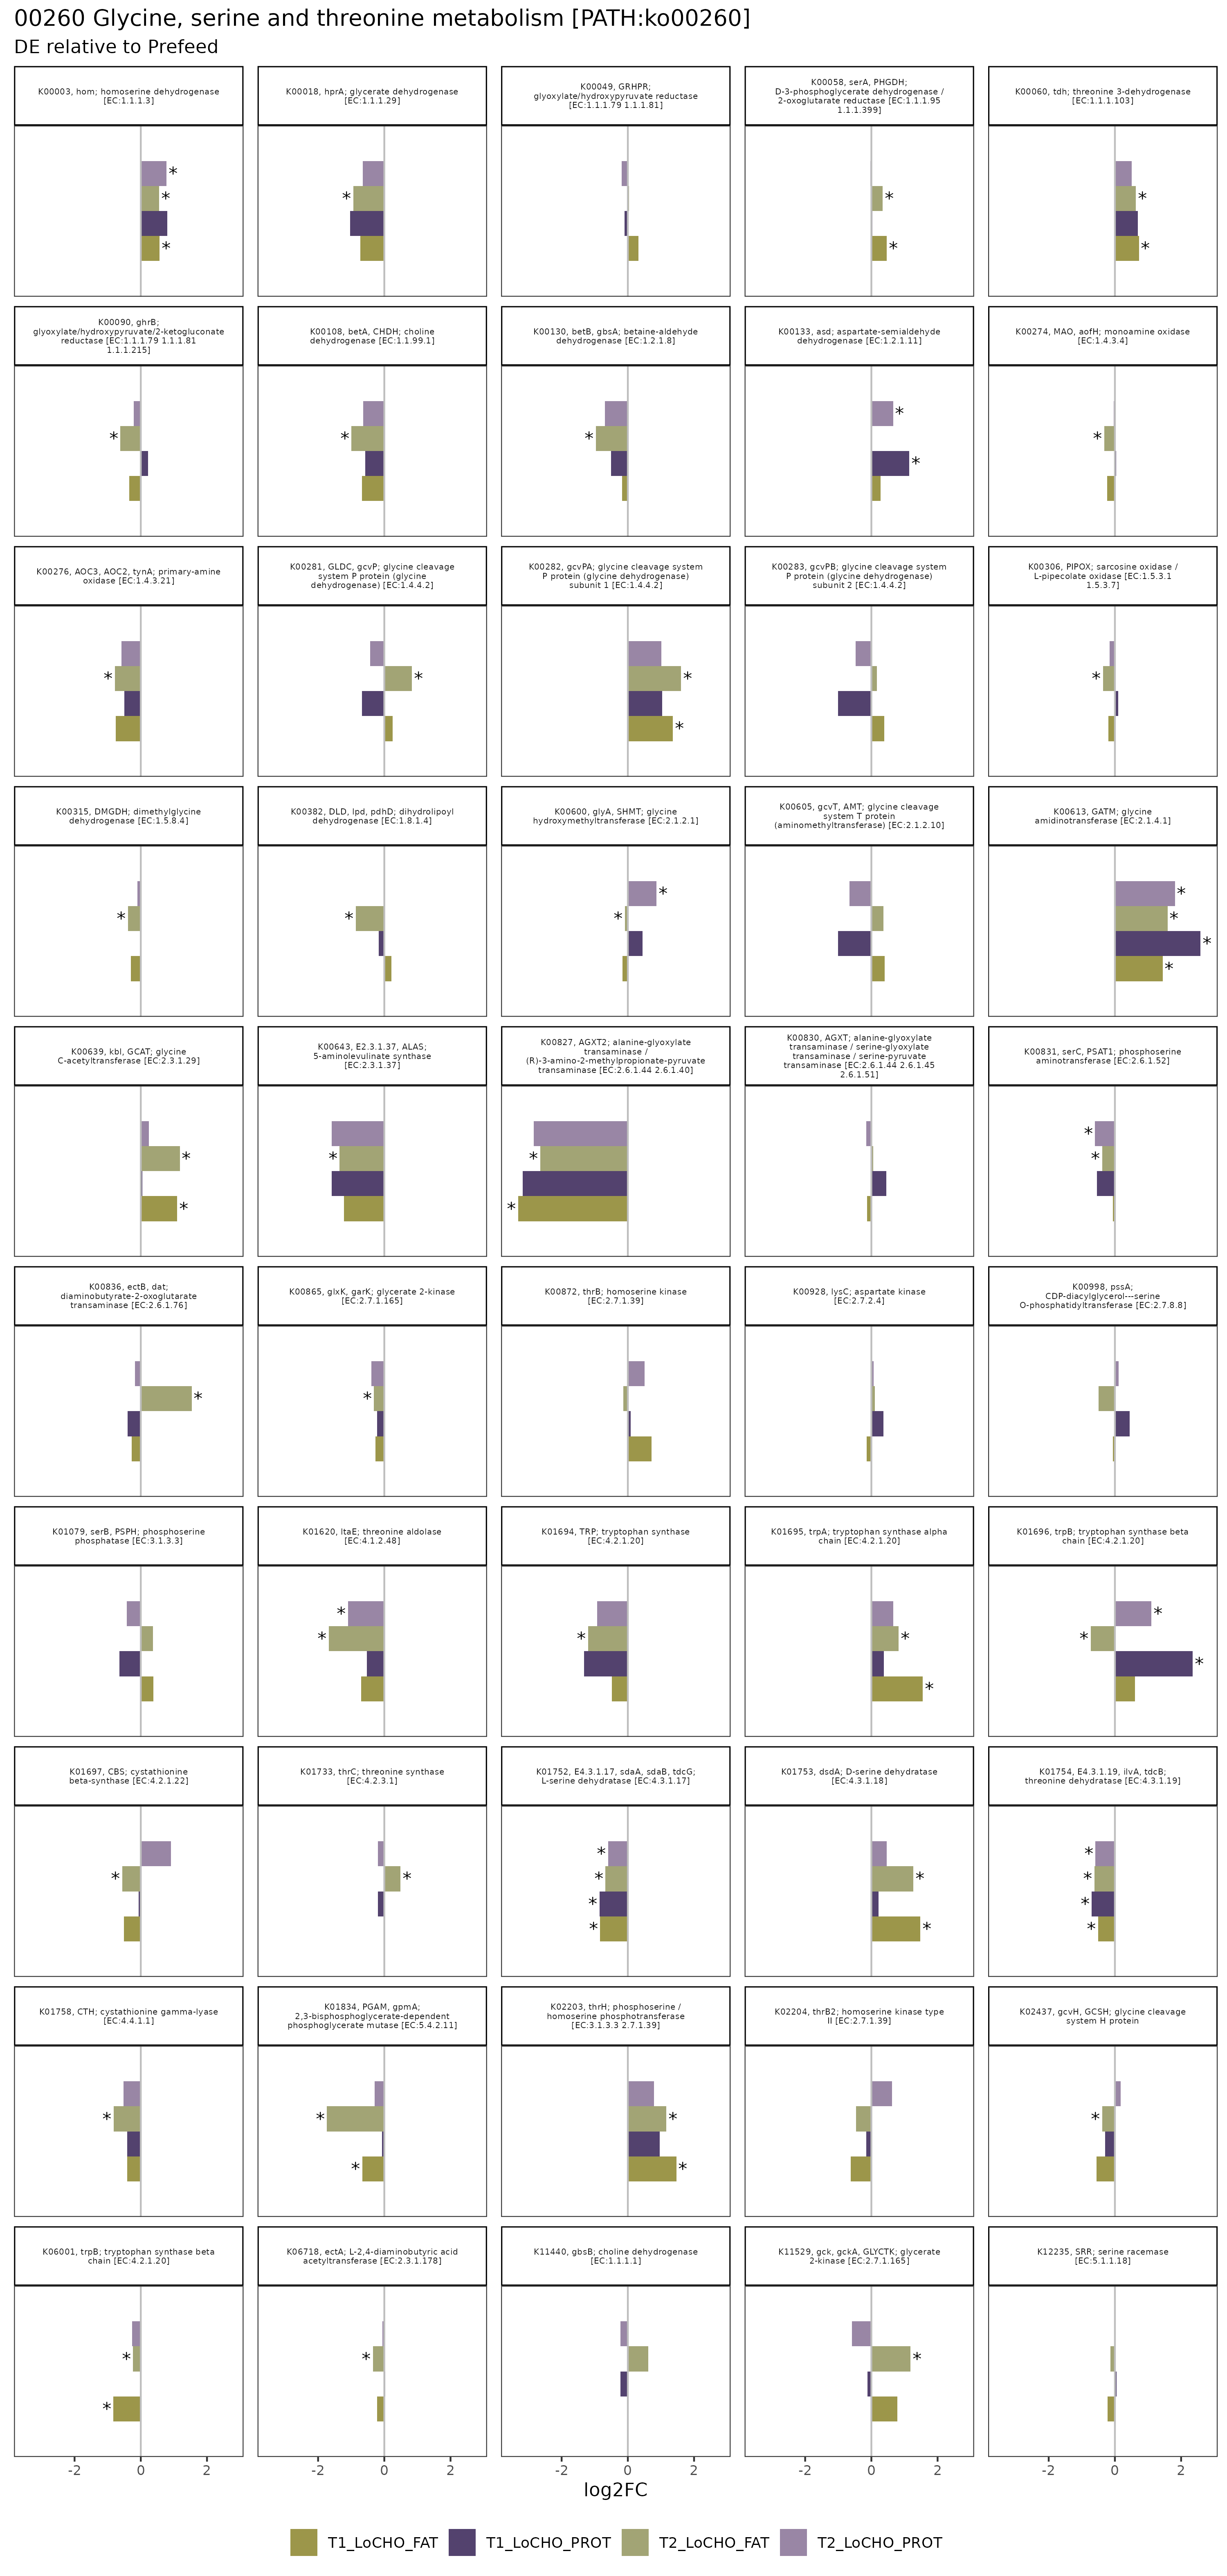 00260 Glycine, serine and threonine metabolism [PATH:ko00260]
DE relative to Prefeed
K00003, hom; homoserine dehydrogenase
[EC:1.1.1.3]
K00018, hprA; glycerate dehydrogenase
[EC:1.1.1.29]
K00049, GRHPR;
glyoxylate/hydroxypyruvate reductase
[EC:1.1.1.79 1.1.1.81]
K00058, serA, PHGDH;
D-3-phosphoglycerate dehydrogenase /
2-oxoglutarate reductase [EC:1.1.1.95
1.1.1.399]
K00060, tdh; threonine 3-dehydrogenase
[EC:1.1.1.103]
*
*
*
*
*
*
*
*
K00090, ghrB;
glyoxylate/hydroxypyruvate/2-ketogluconate
reductase [EC:1.1.1.79 1.1.1.81
1.1.1.215]
K00108, betA, CHDH; choline
dehydrogenase [EC:1.1.99.1]
K00130, betB, gbsA; betaine-aldehyde
dehydrogenase [EC:1.2.1.8]
K00133, asd; aspartate-semialdehyde
dehydrogenase [EC:1.2.1.11]
K00274, MAO, aofH; monoamine oxidase
[EC:1.4.3.4]
*
*
*
*
*
*
K00276, AOC3, AOC2, tynA; primary-amine
oxidase [EC:1.4.3.21]
K00281, GLDC, gcvP; glycine cleavage
system P protein (glycine
dehydrogenase) [EC:1.4.4.2]
K00282, gcvPA; glycine cleavage system
P protein (glycine dehydrogenase)
subunit 1 [EC:1.4.4.2]
K00283, gcvPB; glycine cleavage system
P protein (glycine dehydrogenase)
subunit 2 [EC:1.4.4.2]
K00306, PIPOX; sarcosine oxidase /
L-pipecolate oxidase [EC:1.5.3.1
1.5.3.7]
*
*
*
*
*
K00315, DMGDH; dimethylglycine
dehydrogenase [EC:1.5.8.4]
K00382, DLD, lpd, pdhD; dihydrolipoyl
dehydrogenase [EC:1.8.1.4]
K00600, glyA, SHMT; glycine
hydroxymethyltransferase [EC:2.1.2.1]
K00605, gcvT, AMT; glycine cleavage
system T protein
(aminomethyltransferase) [EC:2.1.2.10]
K00613, GATM; glycine
amidinotransferase [EC:2.1.4.1]
*
*
*
*
*
*
*
*
K00639, kbl, GCAT; glycine
C-acetyltransferase [EC:2.3.1.29]
K00643, E2.3.1.37, ALAS;
5-aminolevulinate synthase
[EC:2.3.1.37]
K00827, AGXT2; alanine-glyoxylate
transaminase /
(R)-3-amino-2-methylpropionate-pyruvate
transaminase [EC:2.6.1.44 2.6.1.40]
K00830, AGXT; alanine-glyoxylate
transaminase / serine-glyoxylate
transaminase / serine-pyruvate
transaminase [EC:2.6.1.44 2.6.1.45
2.6.1.51]
K00831, serC, PSAT1; phosphoserine
aminotransferase [EC:2.6.1.52]
*
*
*
*
*
*
*
K00836, ectB, dat;
diaminobutyrate-2-oxoglutarate
transaminase [EC:2.6.1.76]
K00865, glxK, garK; glycerate 2-kinase
[EC:2.7.1.165]
K00872, thrB; homoserine kinase
[EC:2.7.1.39]
K00928, lysC; aspartate kinase
[EC:2.7.2.4]
K00998, pssA;
CDP-diacylglycerol---serine
O-phosphatidyltransferase [EC:2.7.8.8]
*
*
K01079, serB, PSPH; phosphoserine
phosphatase [EC:3.1.3.3]
K01620, ltaE; threonine aldolase
[EC:4.1.2.48]
K01694, TRP; tryptophan synthase
[EC:4.2.1.20]
K01695, trpA; tryptophan synthase alpha
chain [EC:4.2.1.20]
K01696, trpB; tryptophan synthase beta
chain [EC:4.2.1.20]
*
*
*
*
*
*
*
*
K01697, CBS; cystathionine
beta-synthase [EC:4.2.1.22]
K01733, thrC; threonine synthase
[EC:4.2.3.1]
K01752, E4.3.1.17, sdaA, sdaB, tdcG;
L-serine dehydratase [EC:4.3.1.17]
K01753, dsdA; D-serine dehydratase
[EC:4.3.1.18]
K01754, E4.3.1.19, ilvA, tdcB;
threonine dehydratase [EC:4.3.1.19]
*
*
*
*
*
*
*
*
*
*
*
*
K01758, CTH; cystathionine gamma-lyase
[EC:4.4.1.1]
K01834, PGAM, gpmA;
2,3-bisphosphoglycerate-dependent
phosphoglycerate mutase [EC:5.4.2.11]
K02203, thrH; phosphoserine /
homoserine phosphotransferase
[EC:3.1.3.3 2.7.1.39]
K02204, thrB2; homoserine kinase type
II [EC:2.7.1.39]
K02437, gcvH, GCSH; glycine cleavage
system H protein
*
*
*
*
*
*
K06001, trpB; tryptophan synthase beta
chain [EC:4.2.1.20]
K06718, ectA; L-2,4-diaminobutyric acid
acetyltransferase [EC:2.3.1.178]
K11440, gbsB; choline dehydrogenase
[EC:1.1.1.1]
K11529, gck, gckA, GLYCTK; glycerate
2-kinase [EC:2.7.1.165]
K12235, SRR; serine racemase
[EC:5.1.1.18]
*
*
*
*
-2 0 2 -2 0 2 -2 0 2 -2 0 2 -2 0 2
log2FC
T1_LoCHO_FAT T1_LoCHO_PROT T2_LoCHO_FAT T2_LoCHO_PROT